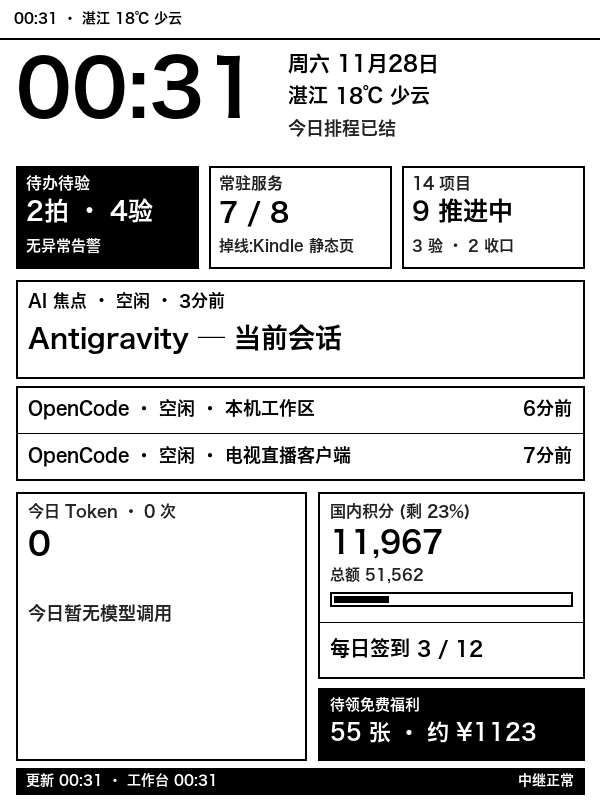 00:31 · 湛江 18℃ 少云
00:31
周六 11月28日
湛江 18℃ 少云
今日排程已结
待办待验
2拍 · 4验
无异常告警
常驻服务
7 / 8
掉线:Kindle 静态页
14 项目
9 推进中
3 验 · 2 收口
AI 焦点 · 空闲 · 3分前
Antigravity — 当前会话
OpenCode · 空闲 · 本机工作区 6分前
OpenCode · 空闲 · 电视直播客户端 7分前
今日 Token · 0 次
0
今日暂无模型调用
国内积分 (剩 23%)
11,967
总额 51,562
每日签到 3 / 12
待领免费福利
55 张 · 约 ¥1123
更新 00:31 · 工作台 00:31 中继正常